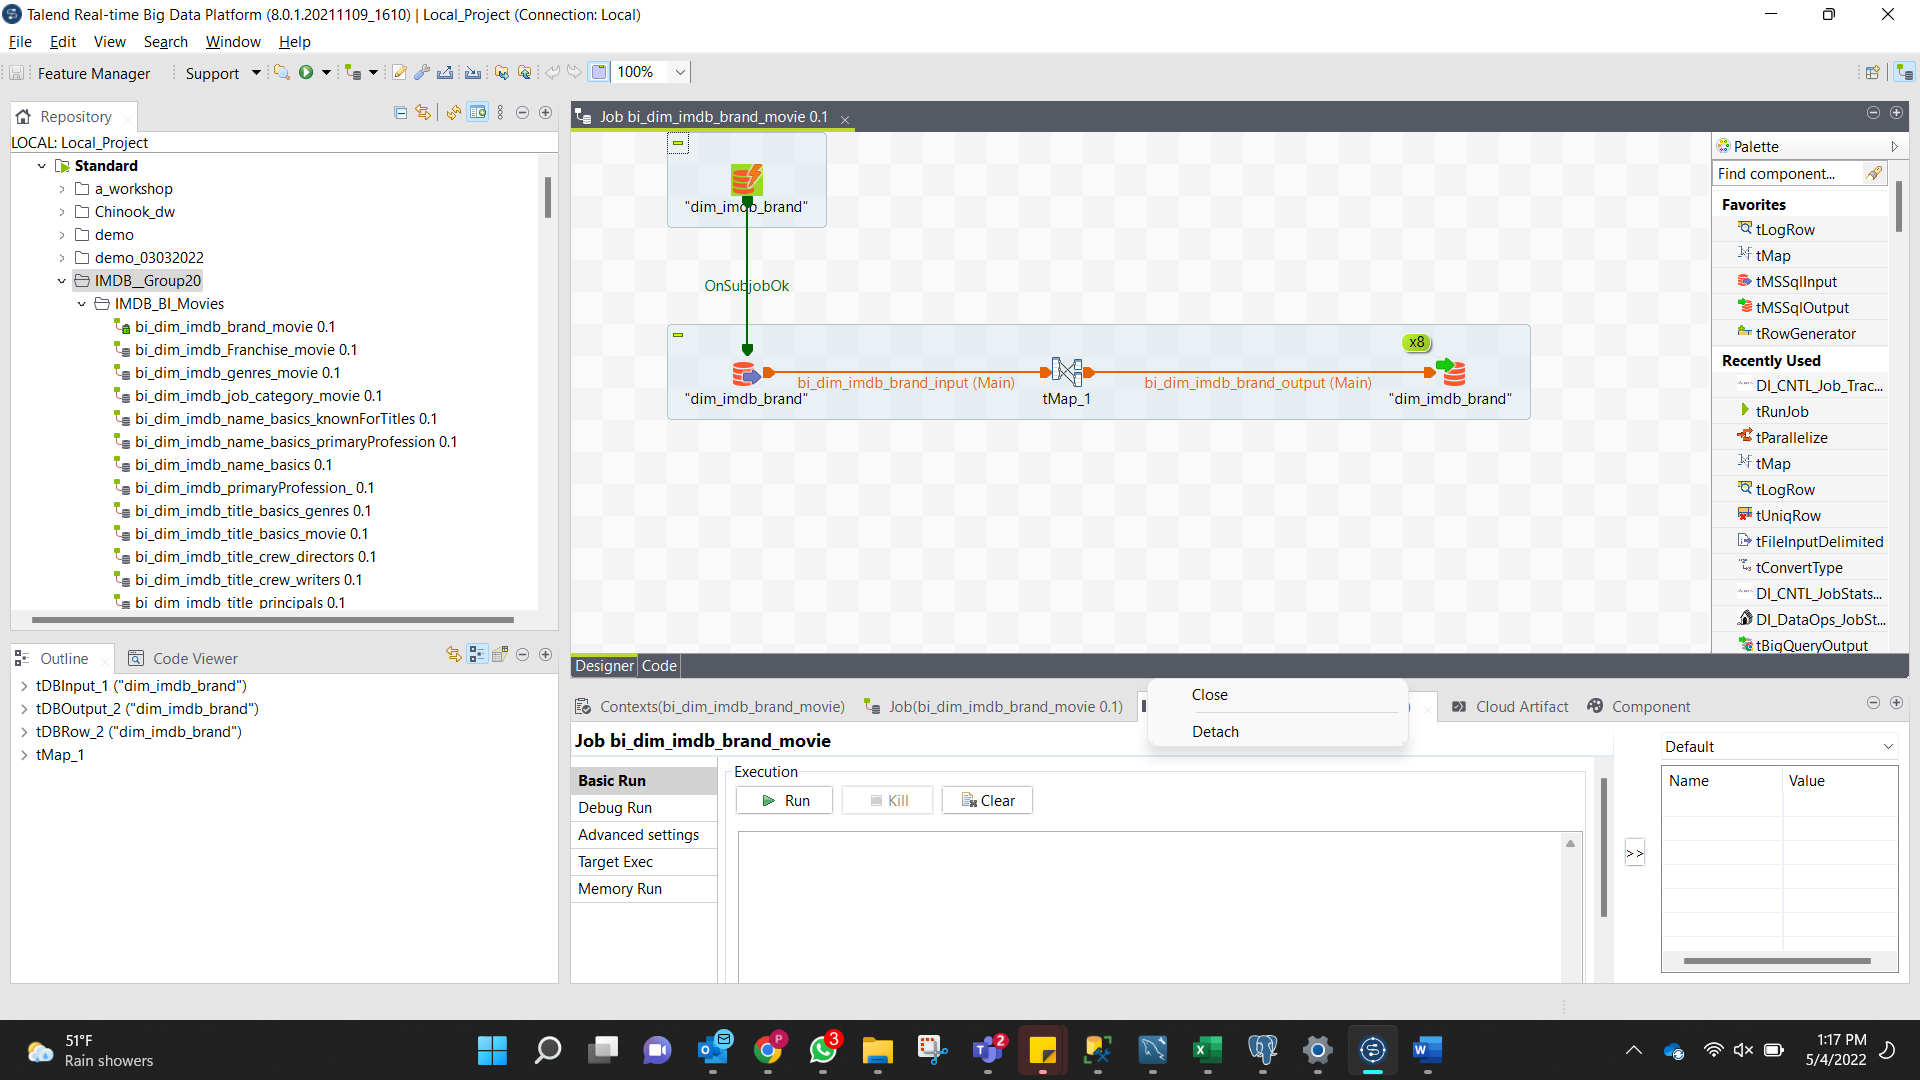 Talend Real-time Big Data Platform (8.0.1.20211109_1610) | Local_Project (Connection: Local)
File Edit View Search Window Help
Feature Manager Support 100%
Repository
LOCAL: Local_Project
Standard
a_workshop
Chinook_dw
demo
demo_03032022
IMDB__Group20
IMDB_BI_Movies
bi_dim_imdb_brand_movie 0.1
bi_dim_imdb_Franchise_movie 0.1
bi_dim_imdb_genres_movie 0.1
bi_dim_imdb_job_category_movie 0.1
bi_dim_imdb_name_basics_knownForTitles 0.1
bi_dim_imdb_name_basics_primaryProfession 0.1
bi_dim_imdb_name_basics 0.1
bi_dim_imdb_primaryProfession_ 0.1
bi_dim_imdb_title_basics_genres 0.1
bi_dim_imdb_title_basics_movie 0.1
bi_dim_imdb_title_crew_directors 0.1
bi_dim_imdb_title_crew_writers 0.1
bi_dim_imdb_title_principals 0.1
Outline Code Viewer
tDBInput_1 ("dim_imdb_brand")
tDBOutput_2 ("dim_imdb_brand")
tDBRow_2 ("dim_imdb_brand")
tMap_1
Job bi_dim_imdb_brand_movie 0.1
"dim_imdb_brand"
OnSubjobOk
x8
bi_dim_imdb_brand_input (Main) bi_dim_imdb_brand_output (Main)
"dim_imdb_brand" tMap_1 "dim_imdb_brand"
Palette
Find component...
Favorites
tLogRow
tMap
tMSSqlInput
tMSSqlOutput
tRowGenerator
Recently Used
DI_CNTL_Job_Trac...
tRunJob
tParallelize
tMap
tLogRow
tUniqRow
tFileInputDelimited
tConvertType
DI_CNTL_JobStats...
DI_DataOps_JobSt...
tBigQueryOutput
Designer Code
Contexts(bi_dim_imdb_brand_movie) Job(bi_dim_imdb_brand_movie 0.1) ) Cloud Artifact Component
Close
Detach
Job bi_dim_imdb_brand_movie
Basic Run
Debug Run
Advanced settings
Target Exec
Memory Run
Execution
Run Kill Clear
>>
Default
Name Value
51°F
Rain showers
P
3
2
1:17 PM
5/4/2022